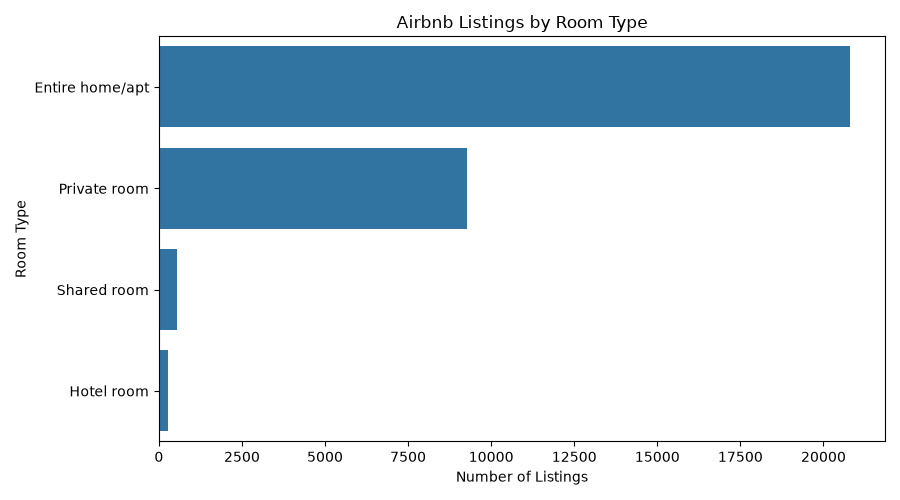 Airbnb Listings by Room Type
Room Type
Entire home/apt
Private room
Shared room
Hotel room
0 2500 5000 7500 10000 12500 15000 17500 20000
Number of Listings